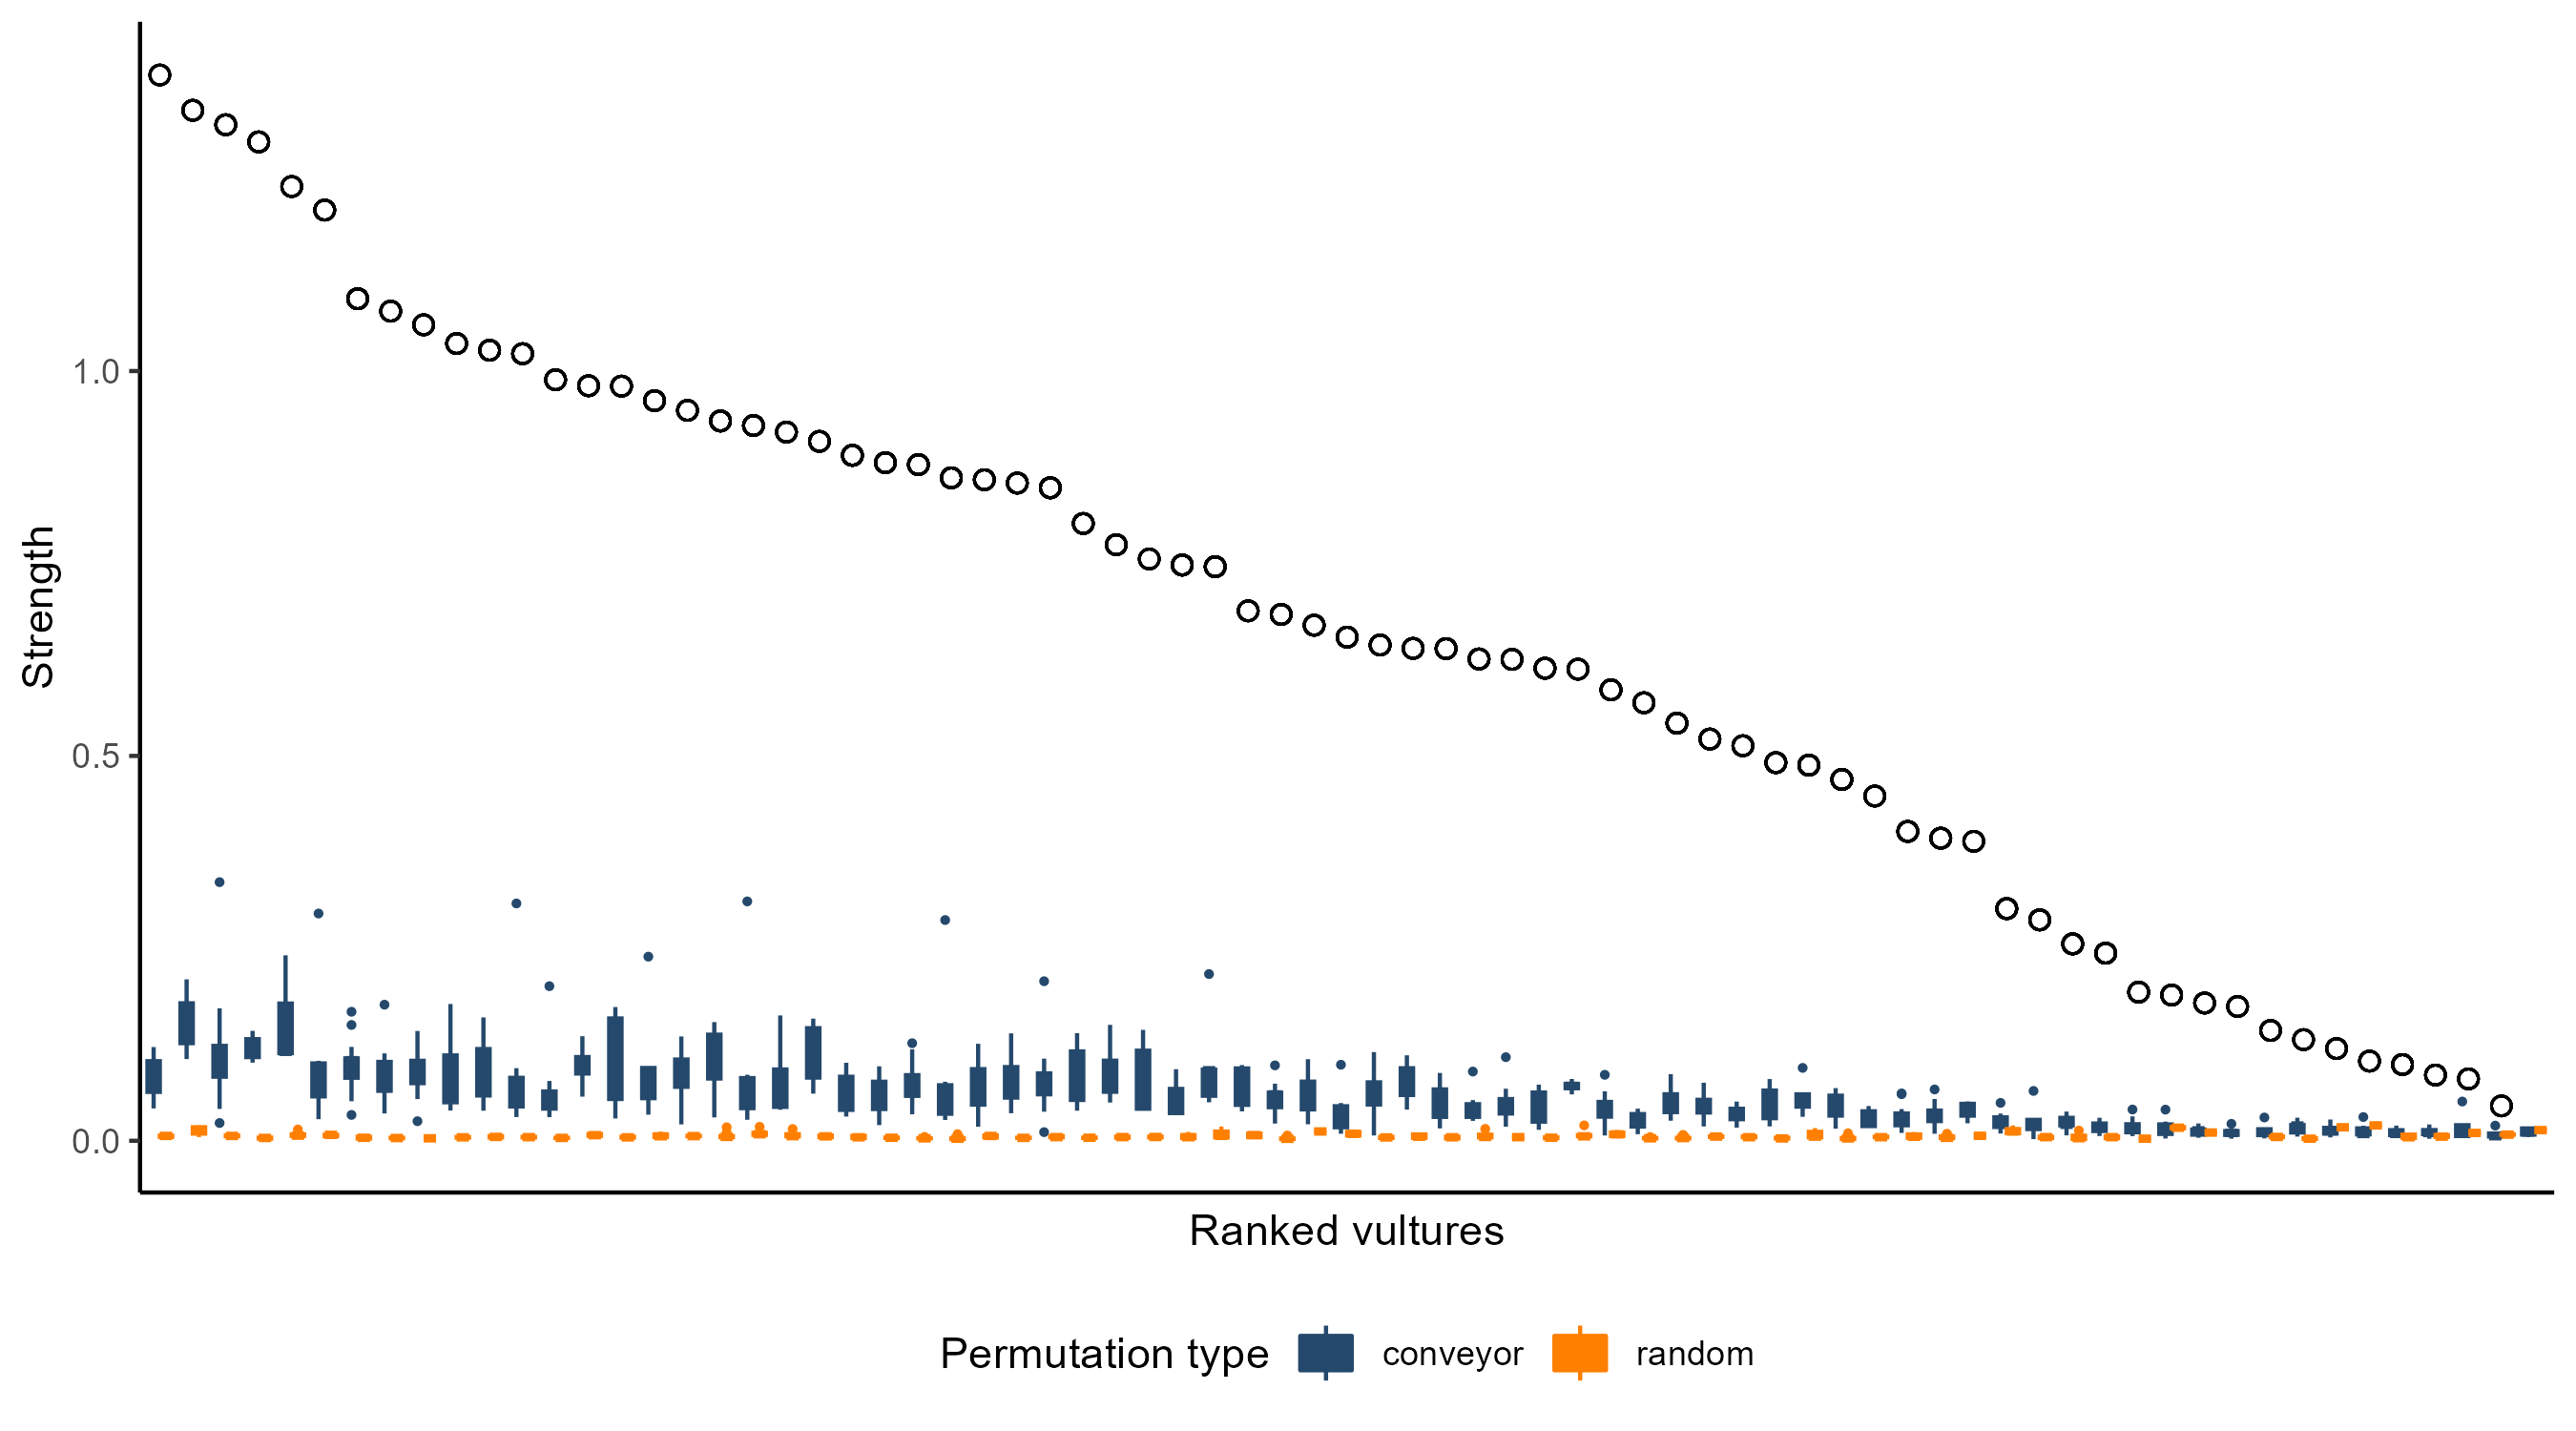 Strength
1.0
0.5
0.0
Ranked vultures
Permutation type conveyor random